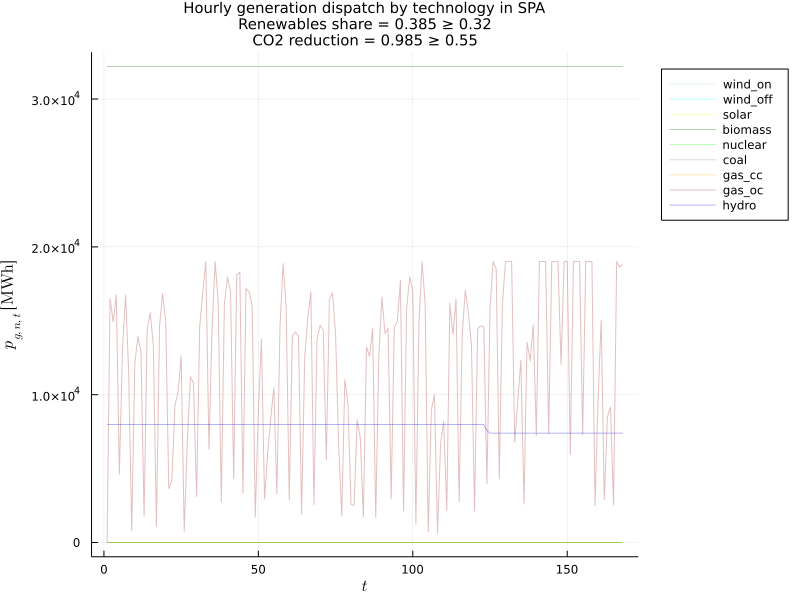 Hourly generation dispatch by technology in SPA
Renewables share = 0.385 ≥ 0.32
CO2 reduction = 0.985 ≥ 0.55
3.0×10⁴
2.0×10⁴
1.0×10⁴
0
p_{g,n,t} [MWh]
0 50 100 150
t
wind_on
wind_off
solar
biomass
nuclear
coal
gas_cc
gas_oc
hydro